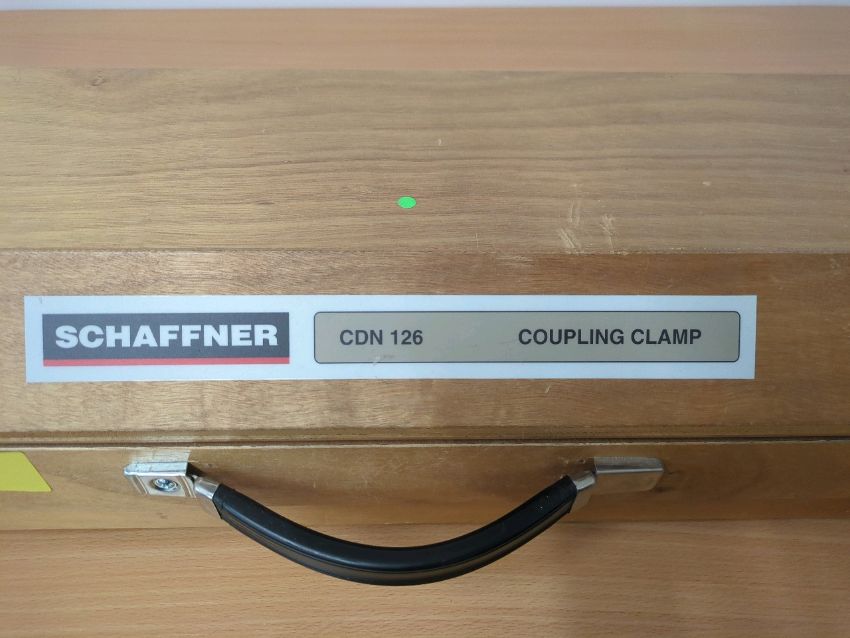 SCHAFFNER
CDN 126 COUPLING CLAMP